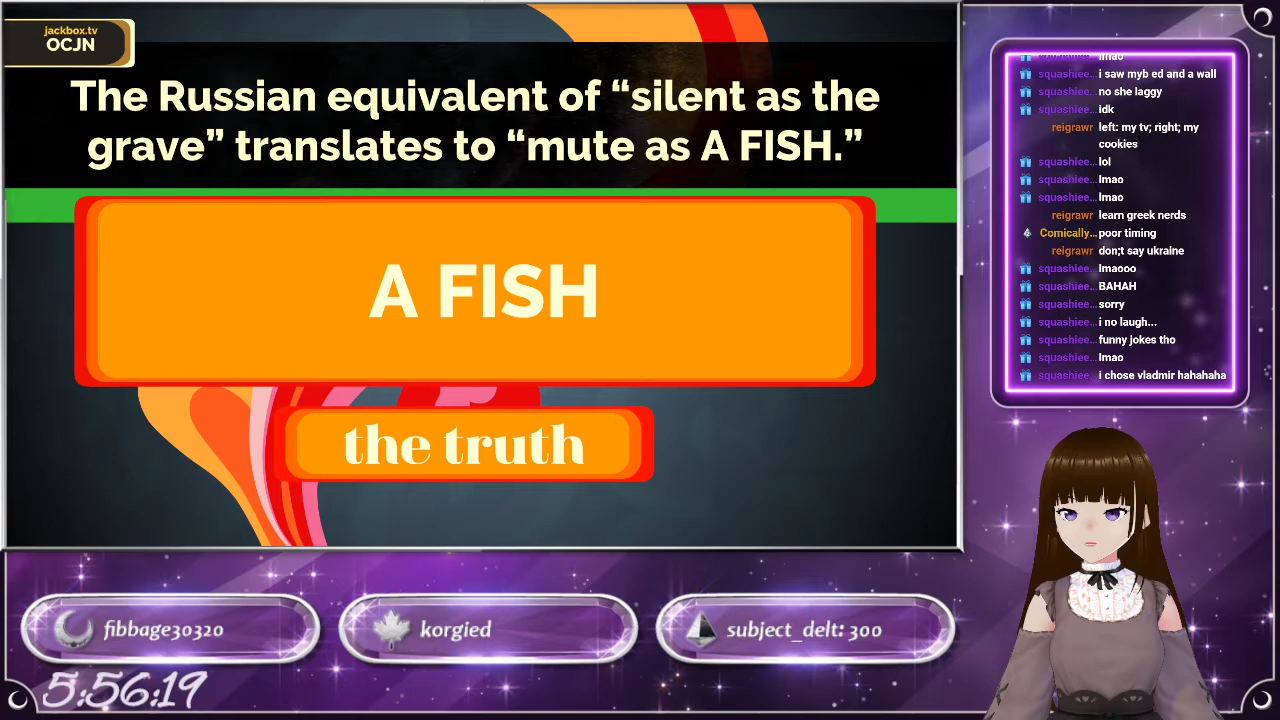 jackbox.tv
OCJN
The Russian equivalent of “silent as the
grave” translates to “mute as A FISH.”
A FISH
the truth
lmao
squashiee... i saw myb ed and a wall
squashiee... no she laggy
squashiee... idk
reigrawr left: my tv; right; my
cookies
squashiee... lol
squashiee... lmao
squashiee... lmao
reigrawr learn greek nerds
Comically... poor timing
reigrawr don;t say ukraine
squashiee... lmaooo
squashiee... BAHAH
squashiee... sorry
squashiee... i no laugh...
squashiee... funny jokes tho
squashiee... lmao
squashiee... i chose vladmir hahahaha
fibbage30320
korgied
subject_delt: 300
5:56:19